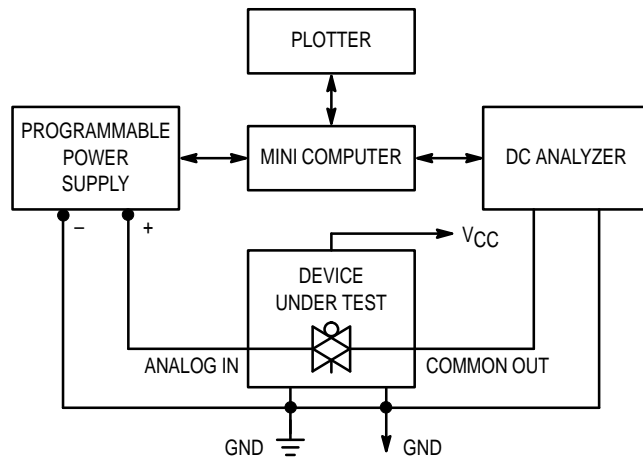 PLOTTER
PROGRAMMABLE
POWER
SUPPLY
MINI COMPUTER
DC ANALYZER
– +
VCC
DEVICE
UNDER TEST
ANALOG IN
COMMON OUT
GND
GND